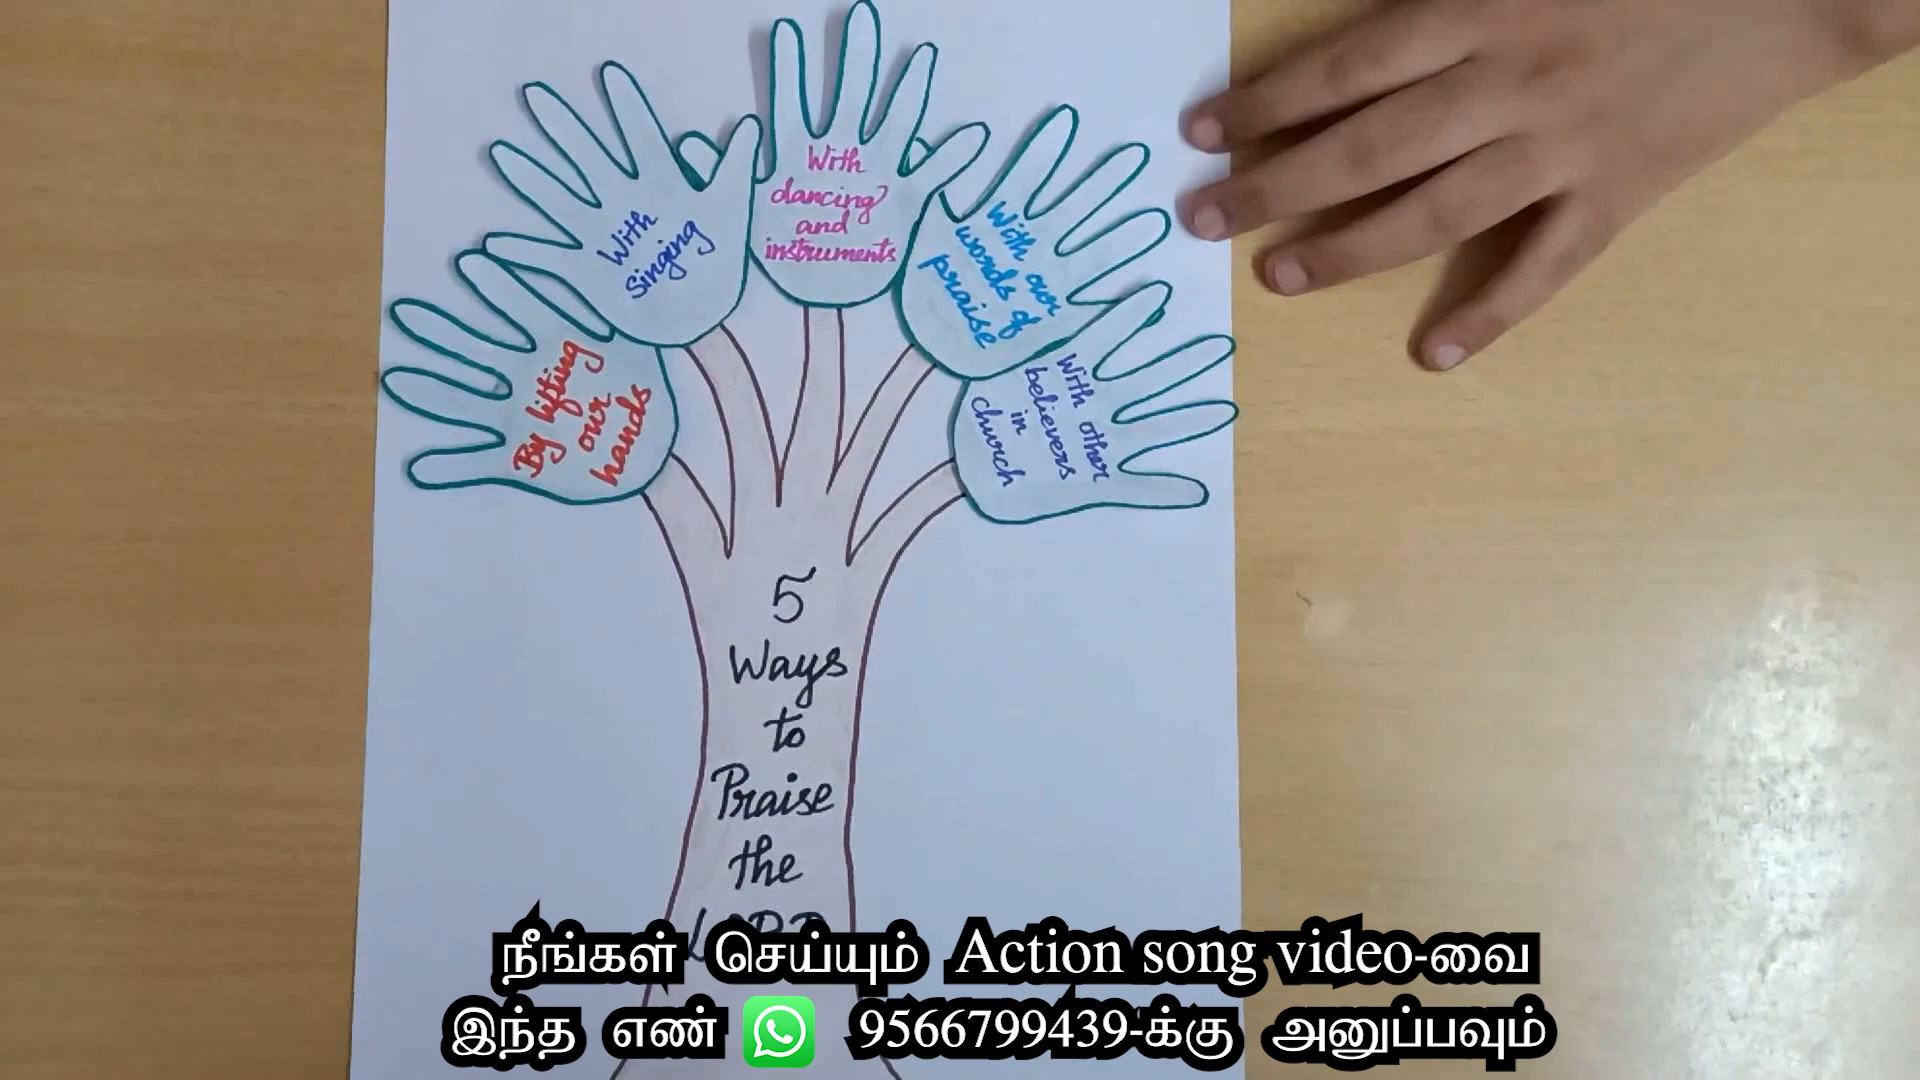 By lifting
our
hands
With
Singing
With
dancing
and
instruments
With our
words of
praise
With other
believers
in
church
5
Ways
to
Praise
the
LORD
நீங்கள் செய்யும் Action song video-வை
இந்த எண் 9566799439-க்கு அனுப்பவும்